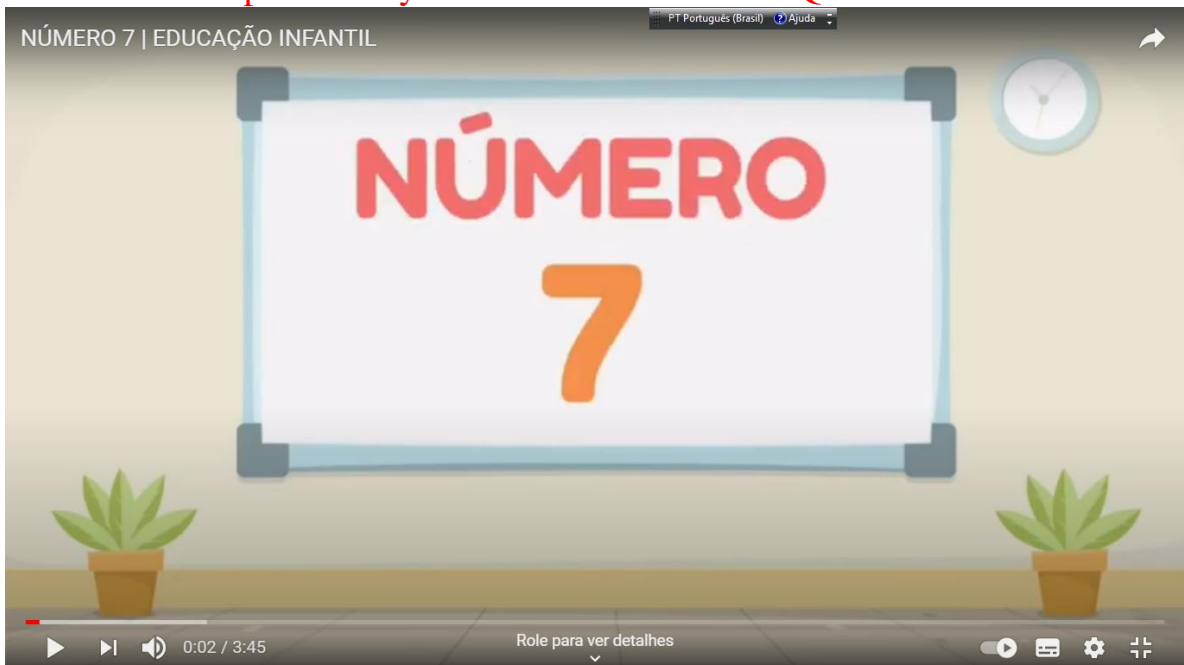 PT Português (Brasil) Ajuda
NÚMERO 7 | EDUCAÇÃO INFANTIL
NÚMERO
7
0:02 / 3:45
Role para ver detalhes